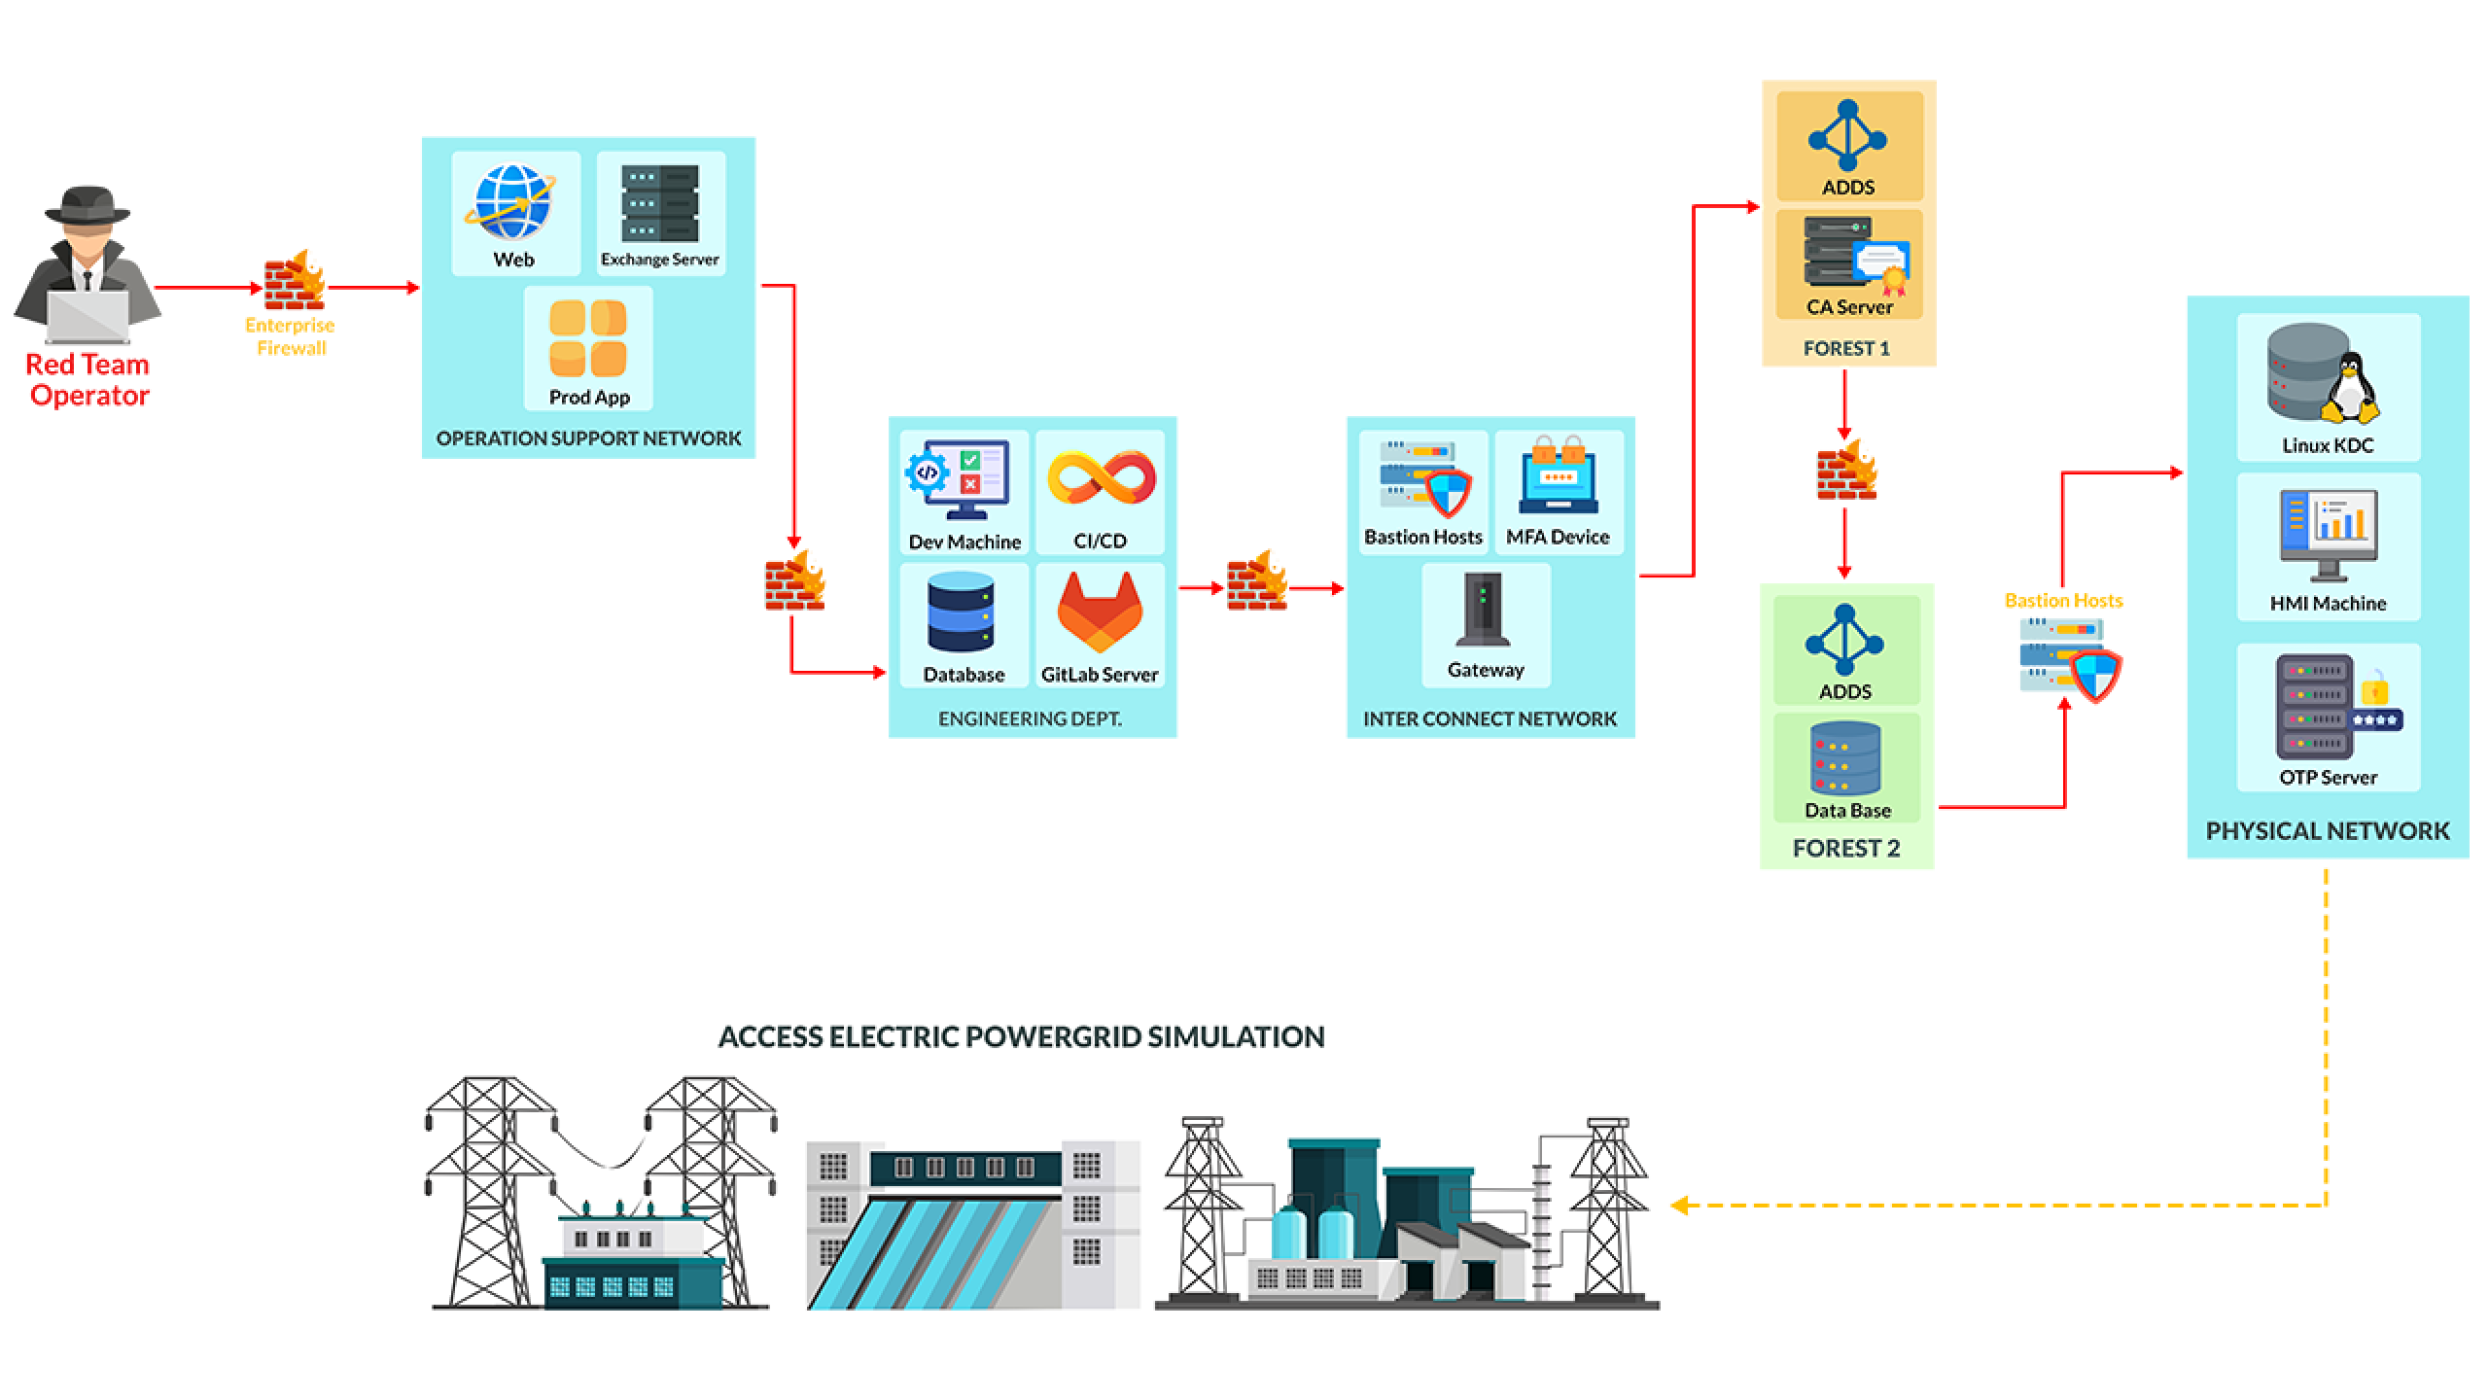 Red Team
Operator
Enterprise
Firewall
Web
Exchange Server
Prod App
OPERATION SUPPORT NETWORK
Dev Machine
CI/CD
Database
GitLab Server
ENGINEERING DEPT.
Bastion Hosts
MFA Device
Gateway
INTER CONNECT NETWORK
ADDS
CA Server
FOREST 1
ADDS
Data Base
FOREST 2
Bastion Hosts
Linux KDC
HMI Machine
OTP Server
PHYSICAL NETWORK
ACCESS ELECTRIC POWERGRID SIMULATION